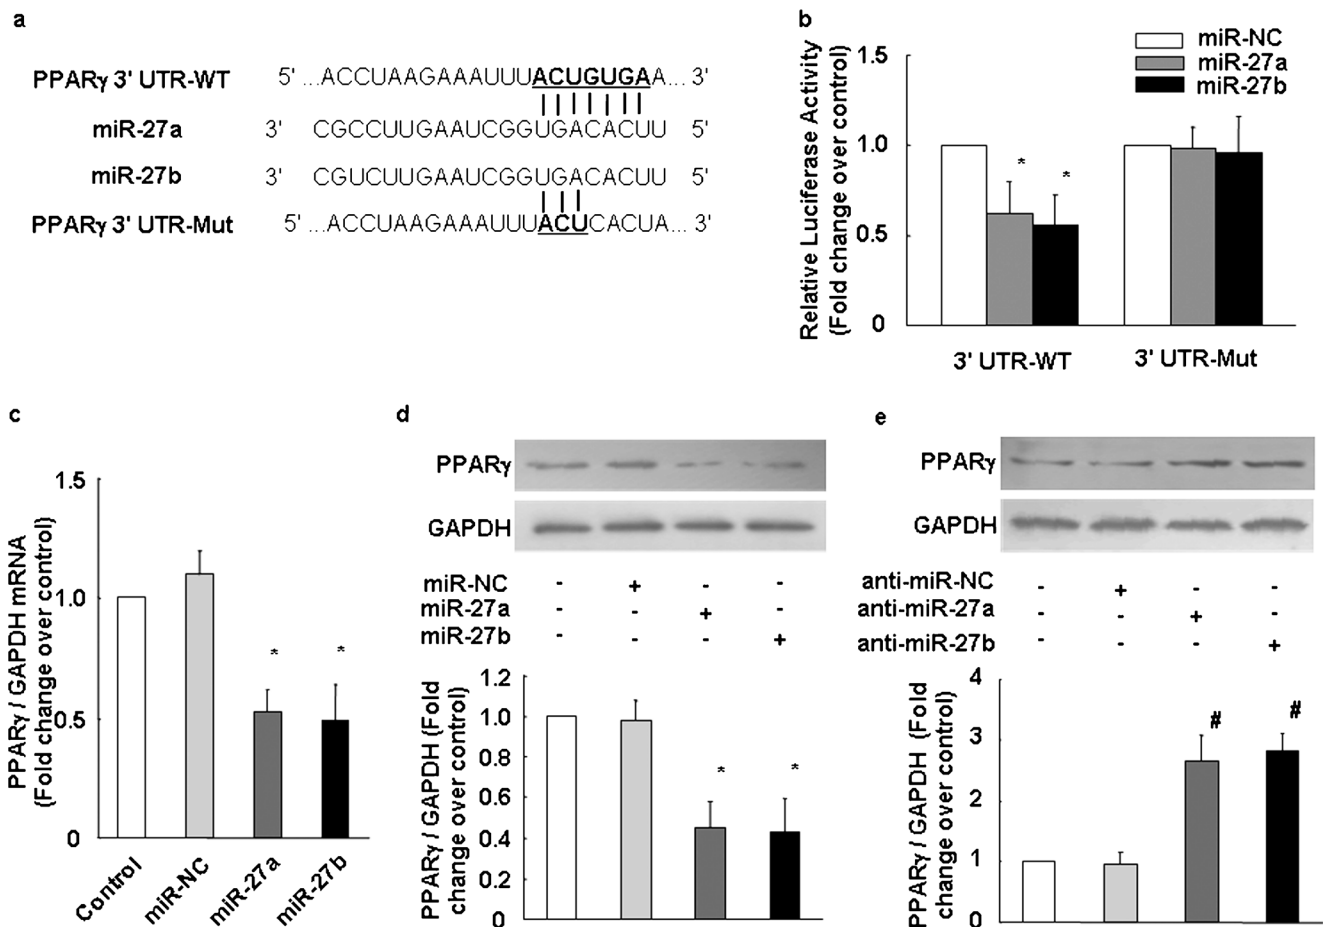 a
PPARγ 3' UTR-WT 5' ...ACCUAAGAAAUUUACUGUGAA... 3'
miR-27a 3' CGCCUUGAAUCGGUGACACUU 5'
miR-27b 3' CGUCUUGAAUCGGUGACACUU 5'
PPARγ 3' UTR-Mut 5' ...ACCUAAGAAAUUUACUCACUA... 3'
b
miR-NC
miR-27a
miR-27b
Relative Luciferase Activity
(Fold change over control)
1.5
1.0
0.5
0
* *
3' UTR-WT 3' UTR-Mut
c
PPARγ / GAPDH mRNA
(Fold change over control)
1.5
1.0
0.5
0
* *
Control miR-NC miR-27a miR-27b
d
PPARγ
GAPDH
miR-NC - + - -
miR-27a - - + -
miR-27b - - - +
PPARγ / GAPDH (Fold
change over control)
1.2
1.0
0.8
0.6
0.4
0.2
0
* *
e
PPARγ
GAPDH
anti-miR-NC - + - -
anti-miR-27a - - + -
anti-miR-27b - - - +
PPARγ / GAPDH (Fold
change over control)
4
3
2
1
0
# #